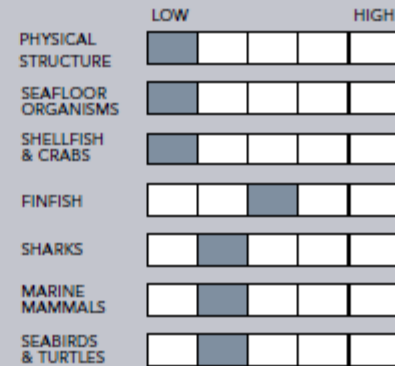 LOW HIGH
PHYSICAL
STRUCTURE
SEAFLOOR
ORGANISMS
SHELLFISH
& CRABS
FINFISH
SHARKS
MARINE
MAMMALS
SEABIRDS
& TURTLES